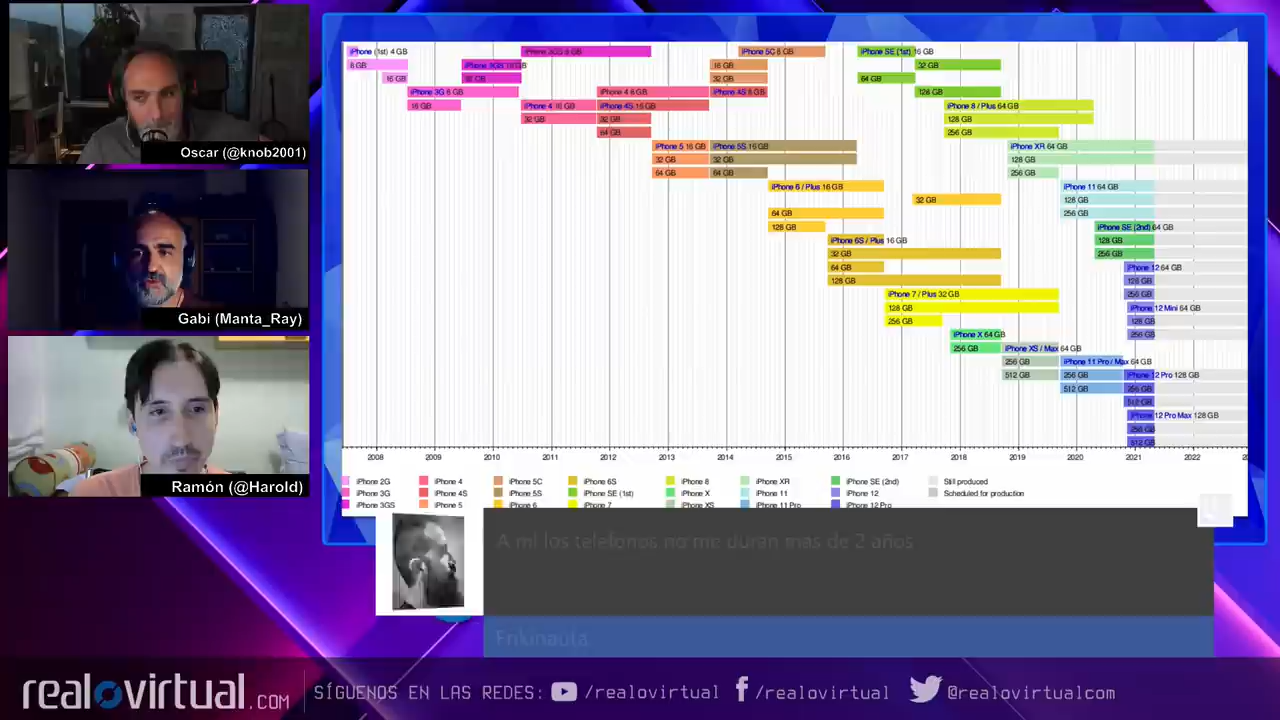 Oscar (@knob2001)
Gabi (Manta_Ray)
Ramón (@Harold)
iPhone (1st) 4 GB
iPhone 3GS 8 GB
iPhone 5C 8 GB
iPhone SE (1st) 16 GB
8 GB
16 GB
32 GB
16 GB
32 GB
32 GB
64 GB
iPhone 3G 8 GB
iPhone 4 8 GB
iPhone 4S 8 GB
128 GB
16 GB
iPhone 4 16 GB
iPhone 4S 16 GB
iPhone 8 / Plus 64 GB
32 GB
32 GB
128 GB
64 GB
256 GB
iPhone 5 16 GB
iPhone 5S 16 GB
iPhone XR 64 GB
32 GB
32 GB
128 GB
64 GB
64 GB
256 GB
iPhone 6 / Plus 16 GB
iPhone 11 64 GB
32 GB
128 GB
64 GB
256 GB
128 GB
iPhone SE (2nd) 64 GB
iPhone 6S / Plus 16 GB
128 GB
32 GB
256 GB
64 GB
iPhone 12 64 GB
128 GB
128 GB
iPhone 7 / Plus 32 GB
256 GB
128 GB
iPhone 12 Mini 64 GB
256 GB
128 GB
iPhone X 64 GB
256 GB
256 GB
iPhone XS / Max 64 GB
256 GB
iPhone 11 Pro / Max 64 GB
512 GB
256 GB
iPhone 12 Pro 128 GB
512 GB
256 GB
512 GB
iPhone 12 Pro Max 128 GB
256 GB
512 GB
2008 2009 2010 2011 2012 2013 2014 2015 2016 2017 2018 2019 2020 2021 2022
iPhone 2G iPhone 4 iPhone 5C iPhone 6S iPhone 8 iPhone XR iPhone SE (2nd) Still produced
iPhone 3G iPhone 4S iPhone 5S iPhone SE (1st) iPhone X iPhone 11 iPhone 12 Scheduled for production
iPhone 3GS iPhone 5 iPhone 6 iPhone 7 iPhone XS iPhone 11 Pro iPhone 12 Pro
A mi los telefonos no me duran mas de 2 años
Frikinauta
realovirtual.com
SÍGUENOS EN LAS REDES: /realovirtual /realovirtual @realovirtual.com